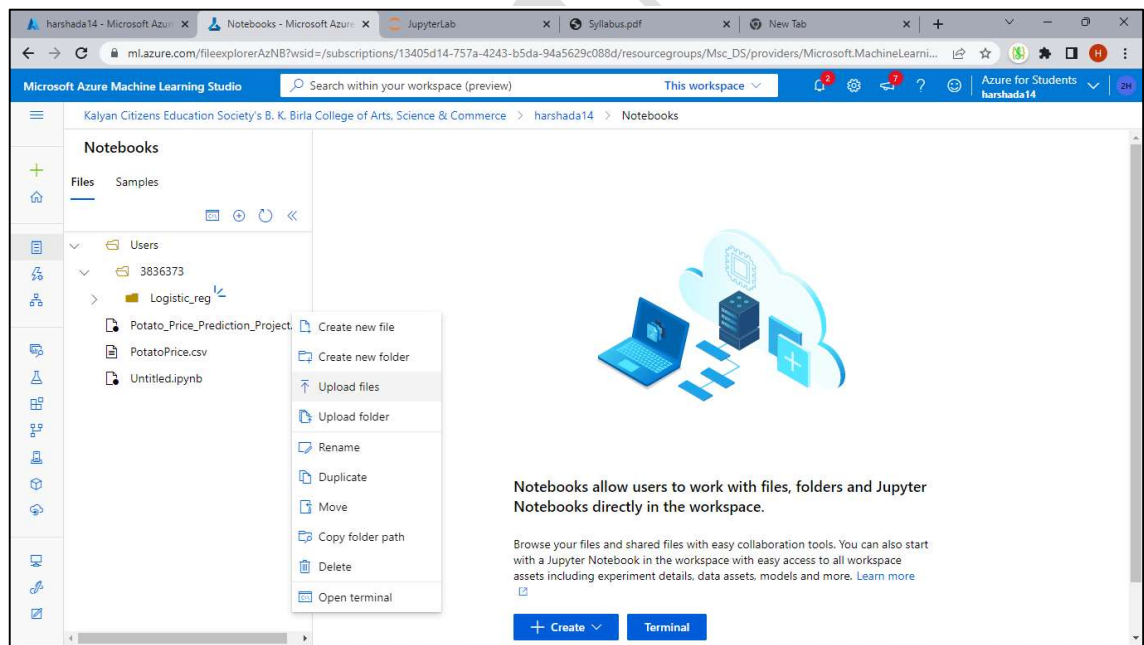 harshada14 - Microsoft Azur
Notebooks - Microsoft Azure
JupyterLab
Syllabus.pdf
New Tab
ml.azure.com/fileexplorerAzNB?wsid=/subscriptions/13405d14-757a-4243-b5da-94a5629c088d/resourcegroups/Msc_DS/providers/Microsoft.MachineLearni...
H
Microsoft Azure Machine Learning Studio
Search within your workspace (preview)
This workspace
2
7
?
Azure for Students
harshada14
2H
Kalyan Citizens Education Society's B. K. Birla College of Arts, Science & Commerce > harshada14 > Notebooks
Notebooks
Files Samples
Users
3836373
Logistic_reg
Potato_Price_Prediction_Project.
PotatoPrice.csv
Untitled.ipynb
Create new file
Create new folder
Upload files
Upload folder
Rename
Duplicate
Move
Copy folder path
Delete
Open terminal
Notebooks allow users to work with files, folders and Jupyter
Notebooks directly in the workspace.
Browse your files and shared files with easy collaboration tools. You can also start
with a Jupyter Notebook in the workspace with easy access to all workspace
assets including experiment details, data assets, models and more. Learn more
+ Create
Terminal